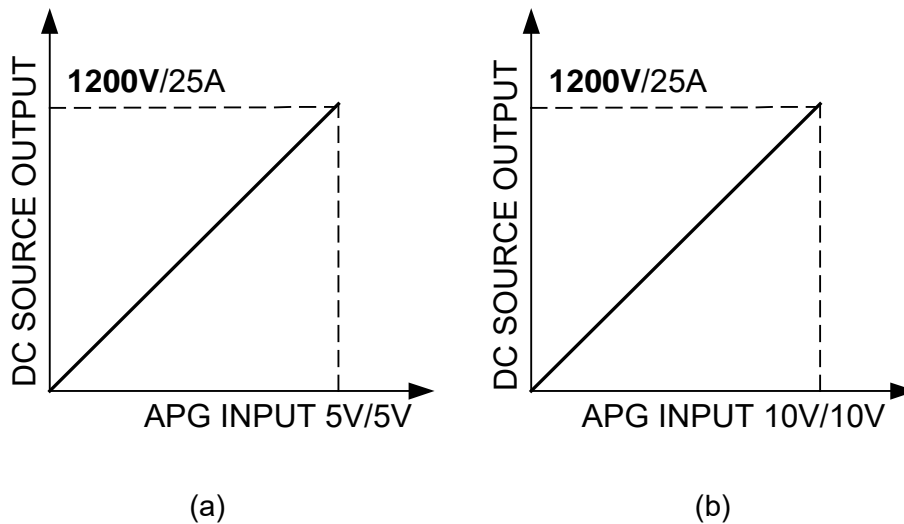 DC SOURCE OUTPUT
1200V/25A
APG INPUT 5V/5V
(a)
DC SOURCE OUTPUT
1200V/25A
APG INPUT 10V/10V
(b)